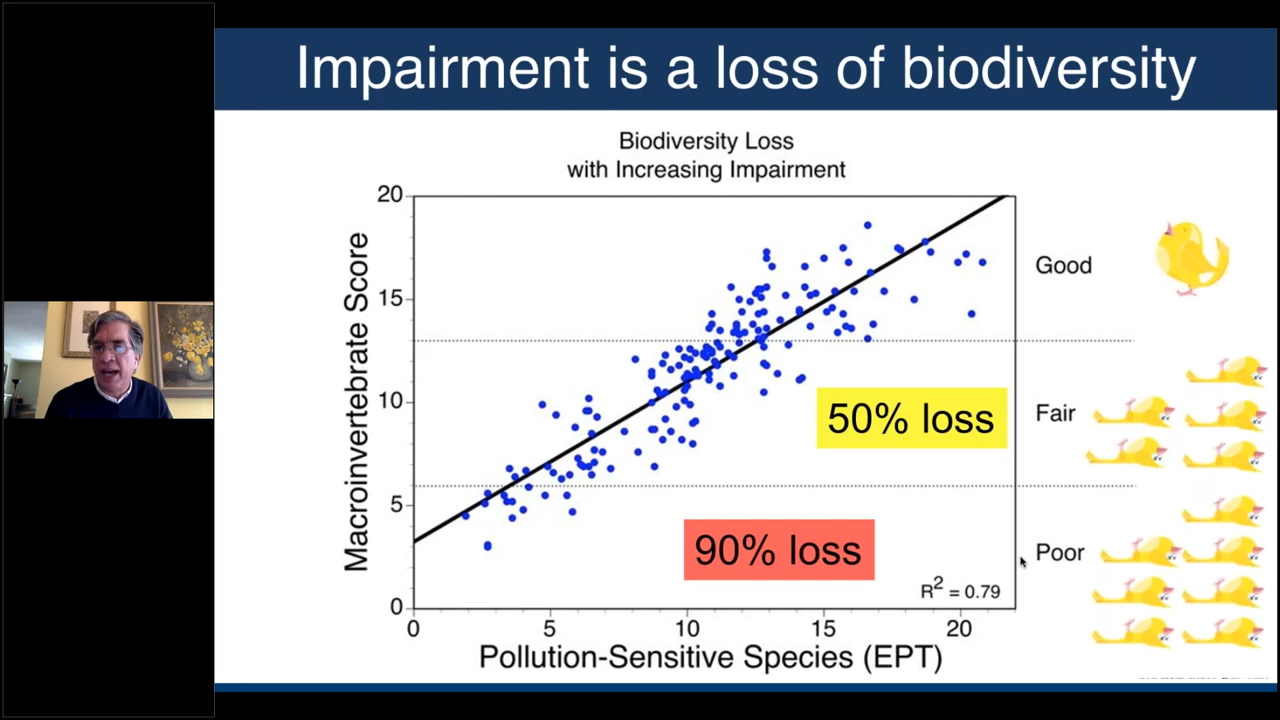 Impairment is a loss of biodiversity
Biodiversity Loss
with Increasing Impairment
Macroinvertebrate Score
20
15
10
5
0
Good
Fair
Poor
50% loss
90% loss
R² = 0.79
0 5 10 15 20
Pollution-Sensitive Species (EPT)